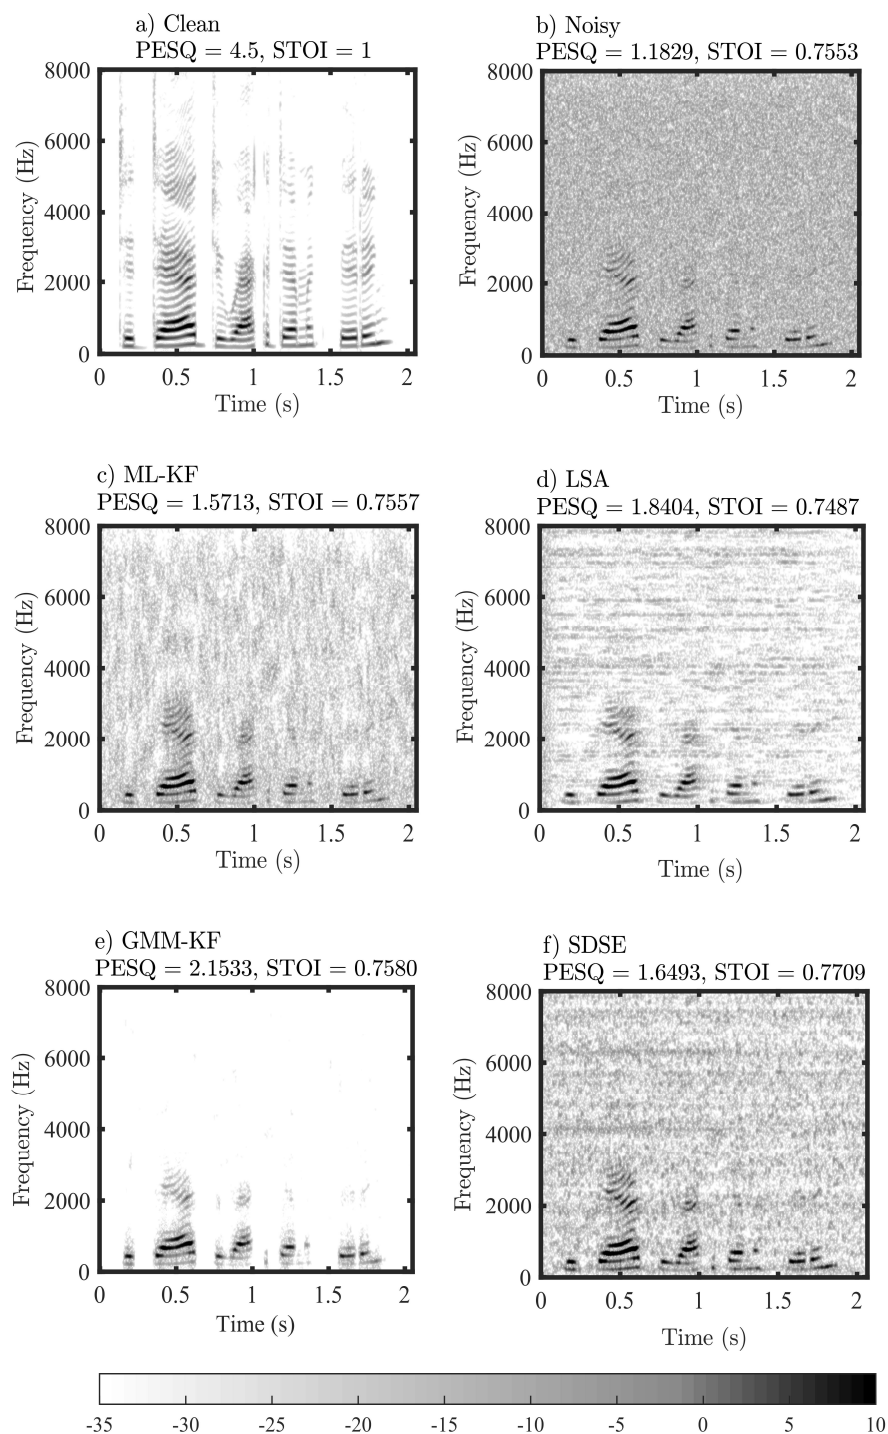 a) Clean
PESQ = 4.5, STOI = 1
8000
6000
4000
2000
0
Frequency (Hz)
0 0.5 1 1.5 2
Time (s)
b) Noisy
PESQ = 1.1829, STOI = 0.7553
8000
6000
4000
2000
0
Frequency (Hz)
0 0.5 1 1.5 2
Time (s)
c) ML-KF
PESQ = 1.5713, STOI = 0.7557
8000
6000
4000
2000
0
Frequency (Hz)
0 0.5 1 1.5 2
Time (s)
d) LSA
PESQ = 1.8404, STOI = 0.7487
8000
6000
4000
2000
0
Frequency (Hz)
0 0.5 1 1.5 2
Time (s)
e) GMM-KF
PESQ = 2.1533, STOI = 0.7580
8000
6000
4000
2000
0
Frequency (Hz)
0 0.5 1 1.5 2
Time (s)
f) SDSE
PESQ = 1.6493, STOI = 0.7709
8000
6000
4000
2000
0
Frequency (Hz)
0 0.5 1 1.5 2
Time (s)
-35 -30 -25 -20 -15 -10 -5 0 5 10